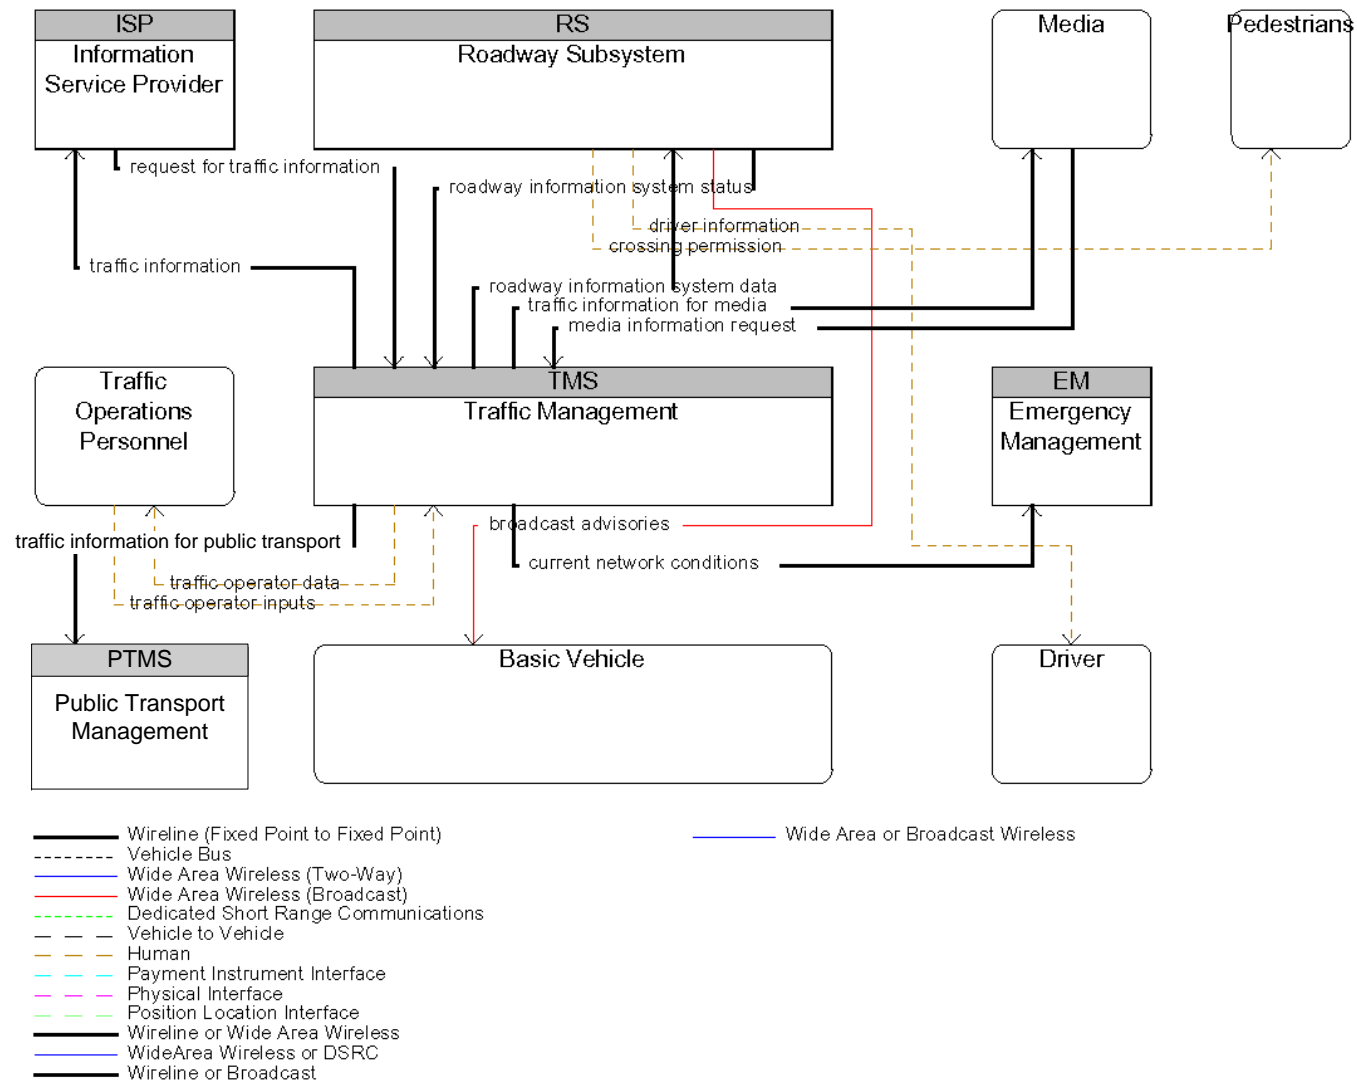 ISP
Information
Service Provider
RS
Roadway Subsystem
Media
Pedestrians
request for traffic information
roadway information system status
driver information
crossing permission
traffic information
roadway information system data
traffic information for media
media information request
Traffic
Operations
Personnel
TMS
Traffic Management
EM
Emergency
Management
broadcast advisories
traffic information for public transport
current network conditions
traffic operator data
traffic operator inputs
PTMS
Public Transport
Management
Basic Vehicle
Driver
Wireline (Fixed Point to Fixed Point)
Wide Area or Broadcast Wireless
Vehicle Bus
Wide Area Wireless (Two-Way)
Wide Area Wireless (Broadcast)
Dedicated Short Range Communications
Vehicle to Vehicle
Human
Payment Instrument Interface
Physical Interface
Position Location Interface
Wireline or Wide Area Wireless
WideArea Wireless or DSRC
Wireline or Broadcast